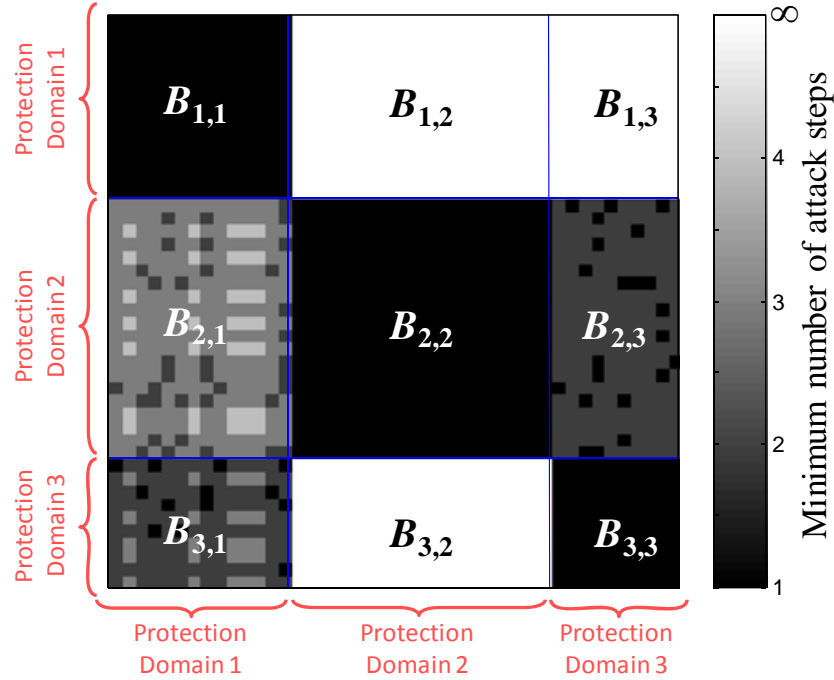 ∞
Protection
Domain 1
B1,1
B1,2
B1,3
4
Protection
Domain 2
B2,1
B2,2
B2,3
3
Minimum number of attack steps
2
Protection
Domain 3
B3,1
B3,2
B3,3
1
Protection
Domain 1
Protection
Domain 2
Protection
Domain 3